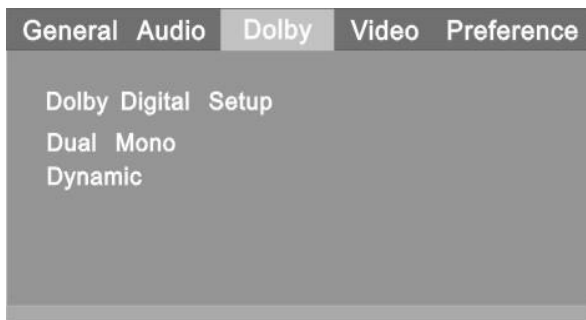 General Audio Dolby Video Preference
Dolby Digital Setup
Dual Mono
Dynamic